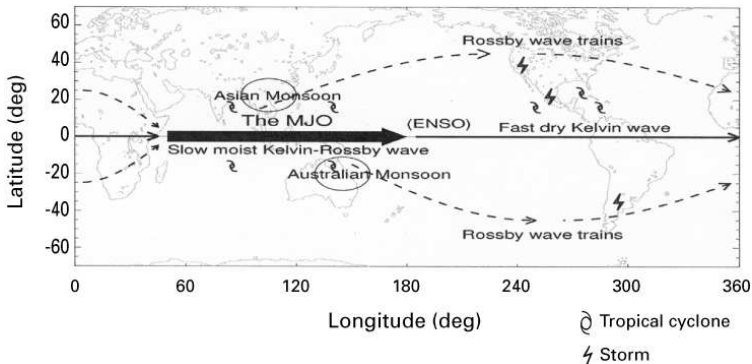 60
40
20
0
-20
-40
-60
Latitude (deg)
Rossby wave trains
Asian Monsoon
The MJO
(ENSO)
Fast dry Kelvin wave
Slow moist Kelvin-Rossby wave
Australian Monsoon
Rossby wave trains
0
60
120
180
240
300
360
Longitude (deg)
Tropical cyclone
Storm